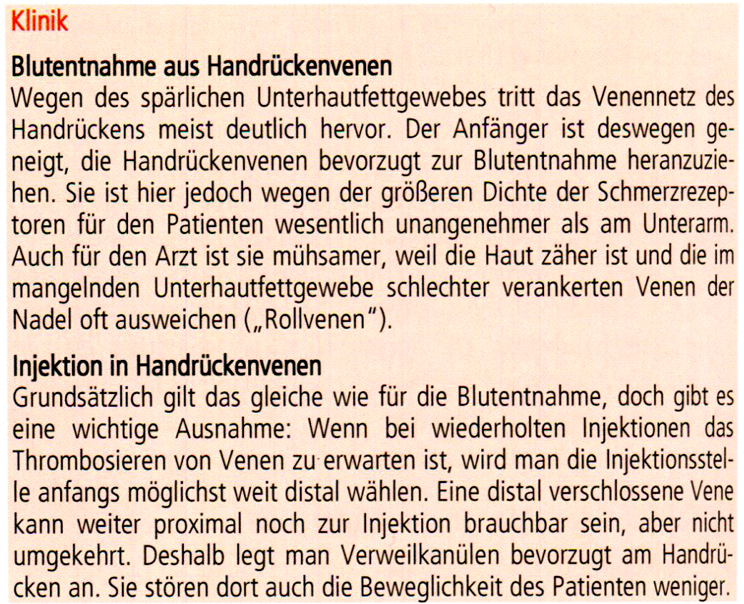 Klinik
Blutentnahme aus Handrückenvenen
Wegen des spärlichen Unterhautfettgewebes tritt das Venennetz des
Handrückens meist deutlich hervor. Der Anfänger ist deswegen ge-
neigt, die Handrückenvenen bevorzugt zur Blutentnahme heranzuzie-
hen. Sie ist hier jedoch wegen der größeren Dichte der Schmerzrezep-
toren für den Patienten wesentlich unangenehmer als am Unterarm.
Auch für den Arzt ist sie mühsamer, weil die Haut zäher ist und die im
mangelnden Unterhautfettgewebe schlechter verankerten Venen der
Nadel oft ausweichen („Rollvenen“).
Injektion in Handrückenvenen
Grundsätzlich gilt das gleiche wie für die Blutentnahme, doch gibt es
eine wichtige Ausnahme: Wenn bei wiederholten Injektionen das
Thrombosieren von Venen zu erwarten ist, wird man die Injektionsstel-
le anfangs möglichst weit distal wählen. Eine distal verschlossene Vene
kann weiter proximal noch zur Injektion brauchbar sein, aber nicht
umgekehrt. Deshalb legt man Verweilkanülen bevorzugt am Handrü-
cken an. Sie stören dort auch die Beweglichkeit des Patienten weniger.